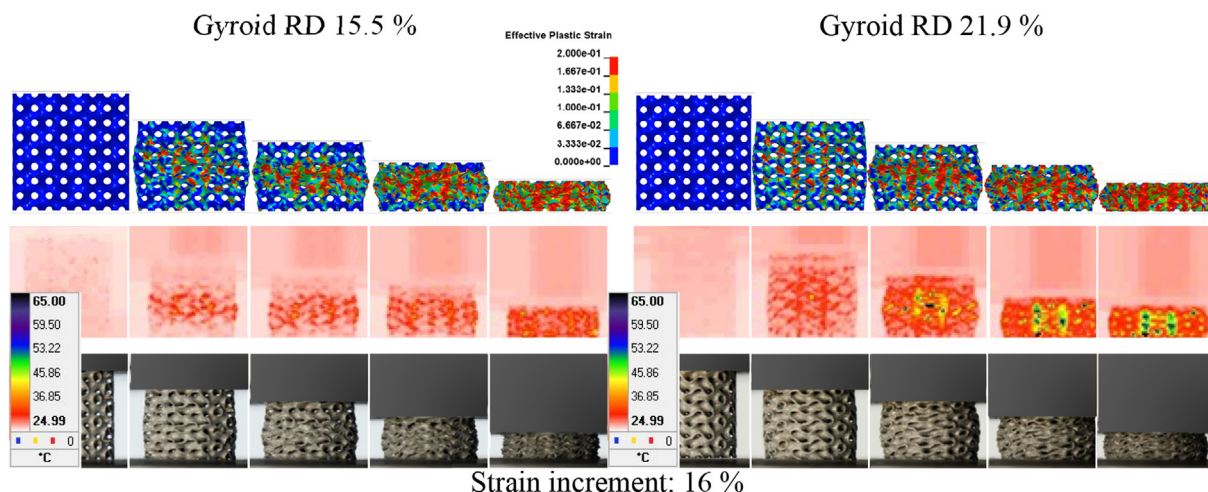 Gyroid RD 15.5 %
Gyroid RD 21.9 %
Effective Plastic Strain
2.000e-01
1.667e-01
1.333e-01
1.000e-01
6.667e-02
3.333e-02
0.000e+00
65.00
59.50
53.22
45.86
36.85
24.99
0
°C
65.00
59.50
53.22
45.86
36.85
24.99
0
°C
Strain increment: 16 %